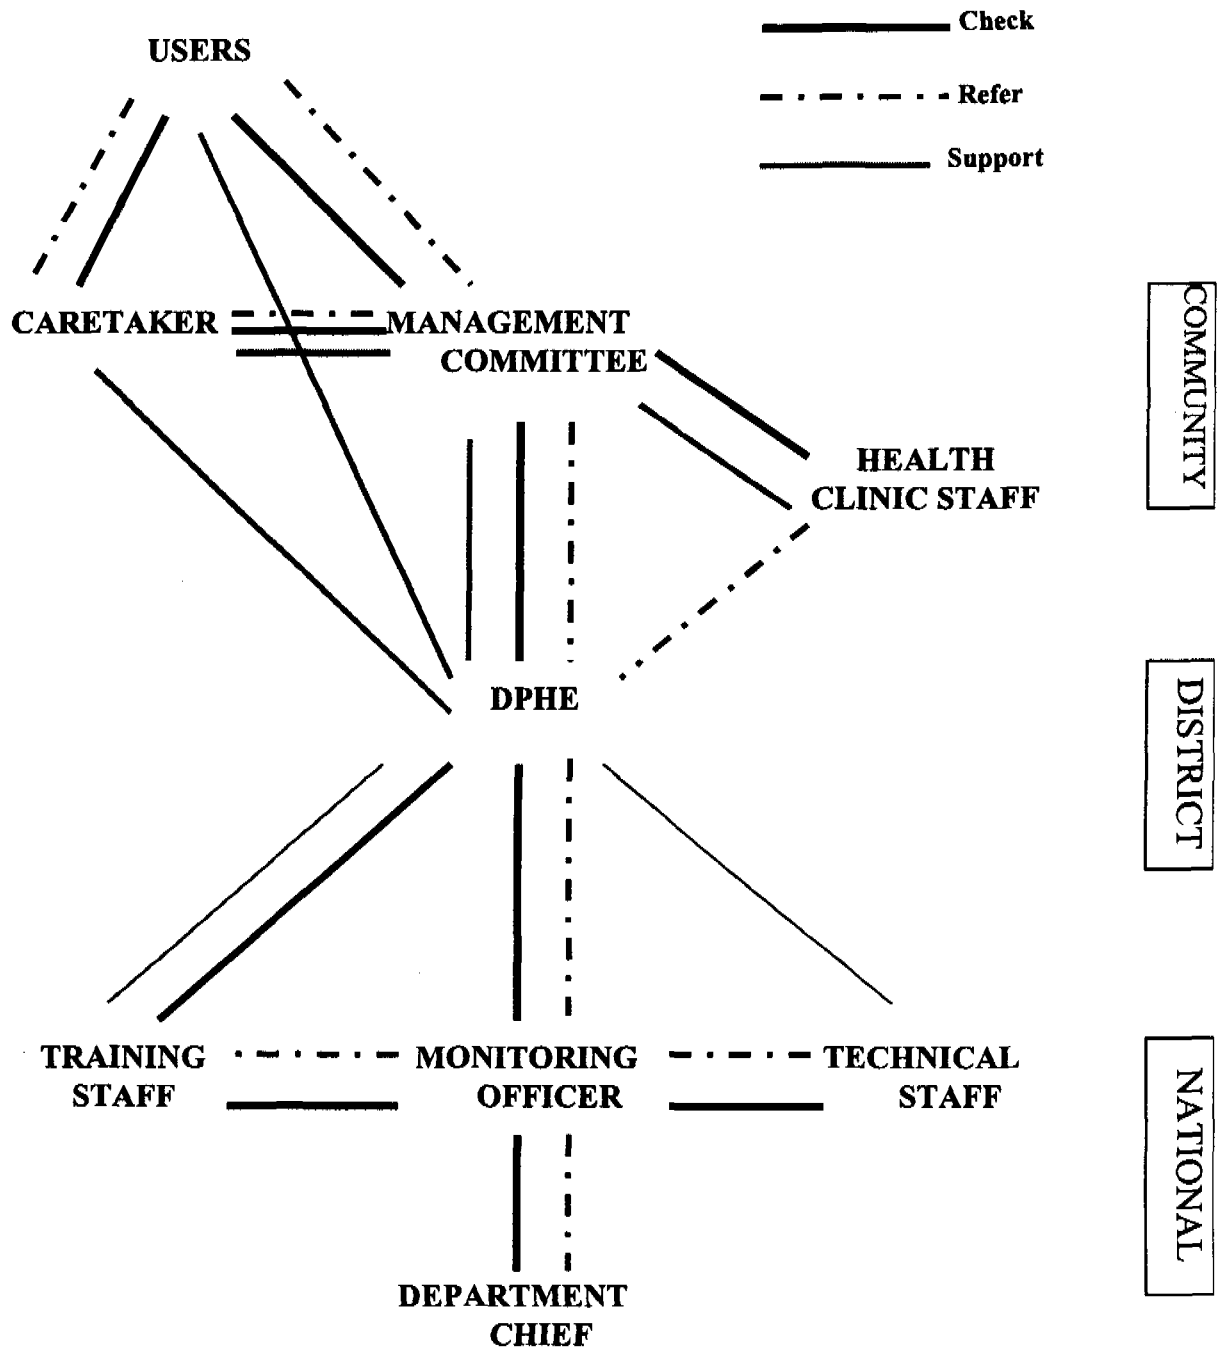 Check
USERS
Refer
Support
CARETAKER
MANAGEMENT
COMMITTEE
COMMUNITY
HEALTH
CLINIC STAFF
DPHE
DISTRICT
TRAINING
STAFF
MONITORING
OFFICER
TECHNICAL
STAFF
NATIONAL
DEPARTMENT
CHIEF